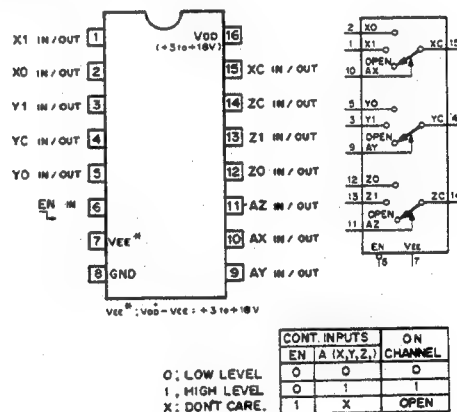 X1 IN/OUT 1
X0 IN/OUT 2
Y1 IN/OUT 3
YC IN/OUT 4
Y0 IN/OUT 5
EN IN 6
7 VEE*
8 GND
VDD 16
(+3 to +18V)
15 XC IN/OUT
14 ZC IN/OUT
13 Z1 IN/OUT
12 Z0 IN/OUT
11 AZ IN/OUT
10 AX IN/OUT
9 AY IN/OUT
VEE*: VDD-VEE = +3 to +18V
2 X0
1 X1 XC 15
OPEN
10 AX
5 Y0
3 Y1 YC 4
OPEN
9 AY
12 Z0
13 Z1 ZC 14
OPEN
11 AZ
EN VEE
6 7
CONT. INPUTS ON CHANNEL
EN A (X,Y,Z,)
0 0 0
0 1 1
1 X OPEN
0; LOW LEVEL
1, HIGH LEVEL
X; DON'T CARE.